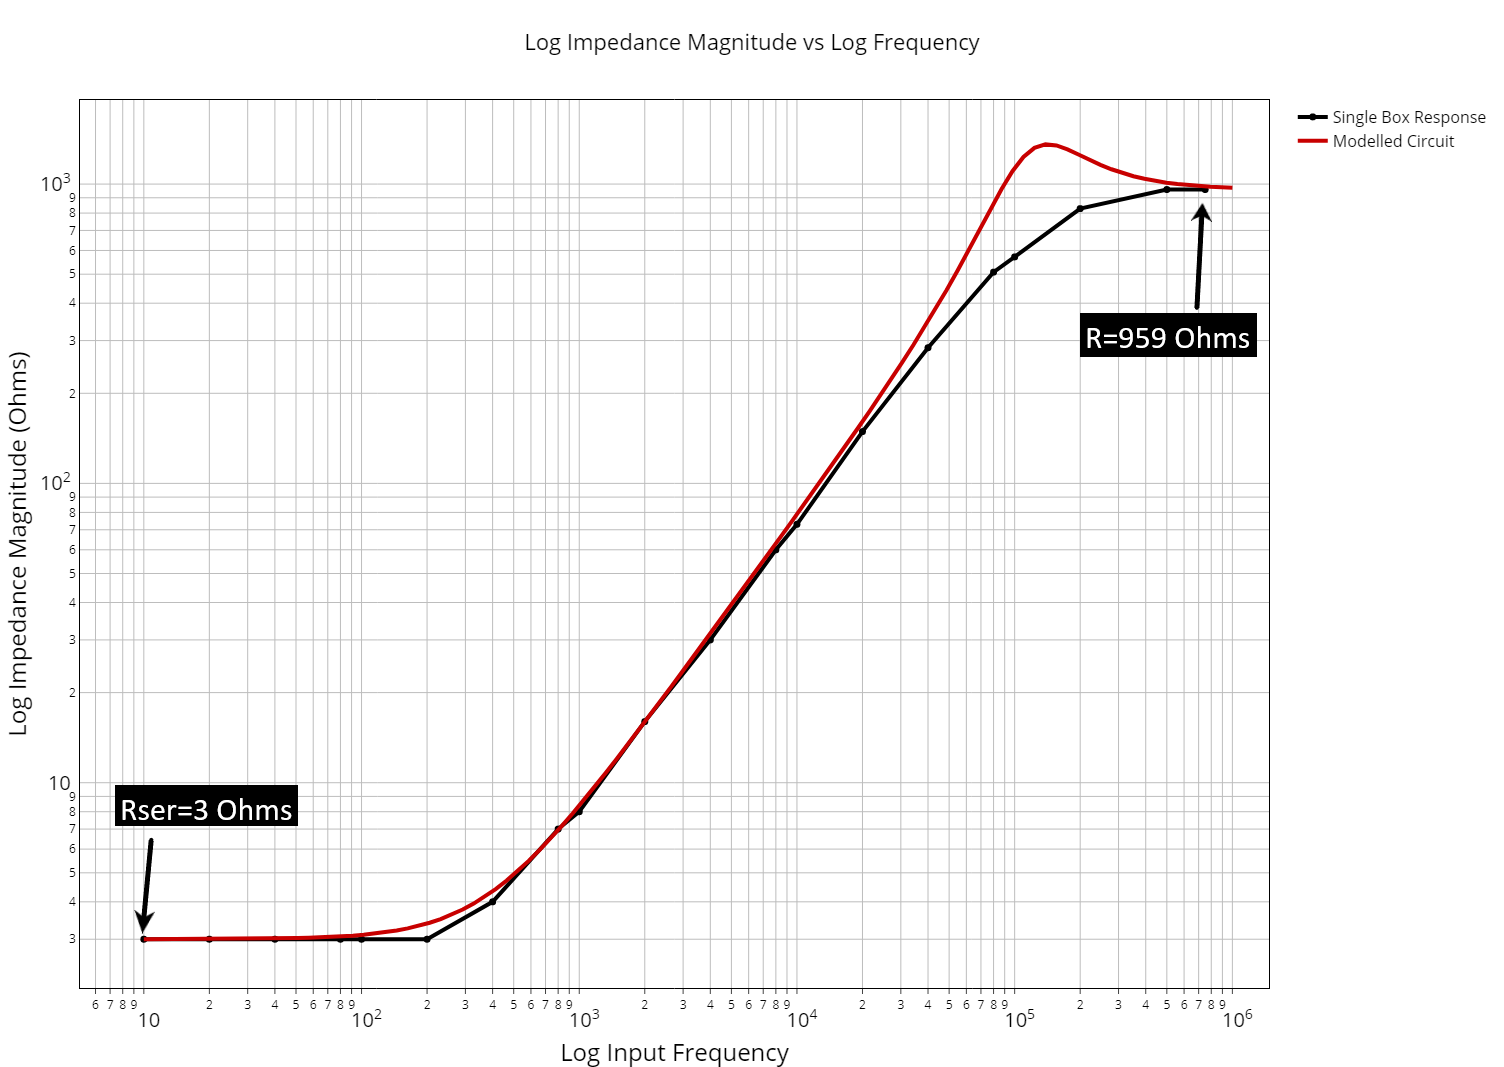 Log Impedance Magnitude vs Log Frequency
Single Box Response
Modelled Circuit
Log Impedance Magnitude (Ohms)
10³
9
8
7
6
5
4
3
2
10²
9
8
7
6
5
4
3
2
10
9
8
7
6
5
4
3
R=959 Ohms
Rser=3 Ohms
6 7 8 9 2 3 4 5 6 7 8 9 2 3 4 5 6 7 8 9 2 3 4 5 6 7 8 9 2 3 4 5 6 7 8 9 2 3 4 5 6 7 8 9
10 10² 10³ 10⁴ 10⁵ 10⁶
Log Input Frequency